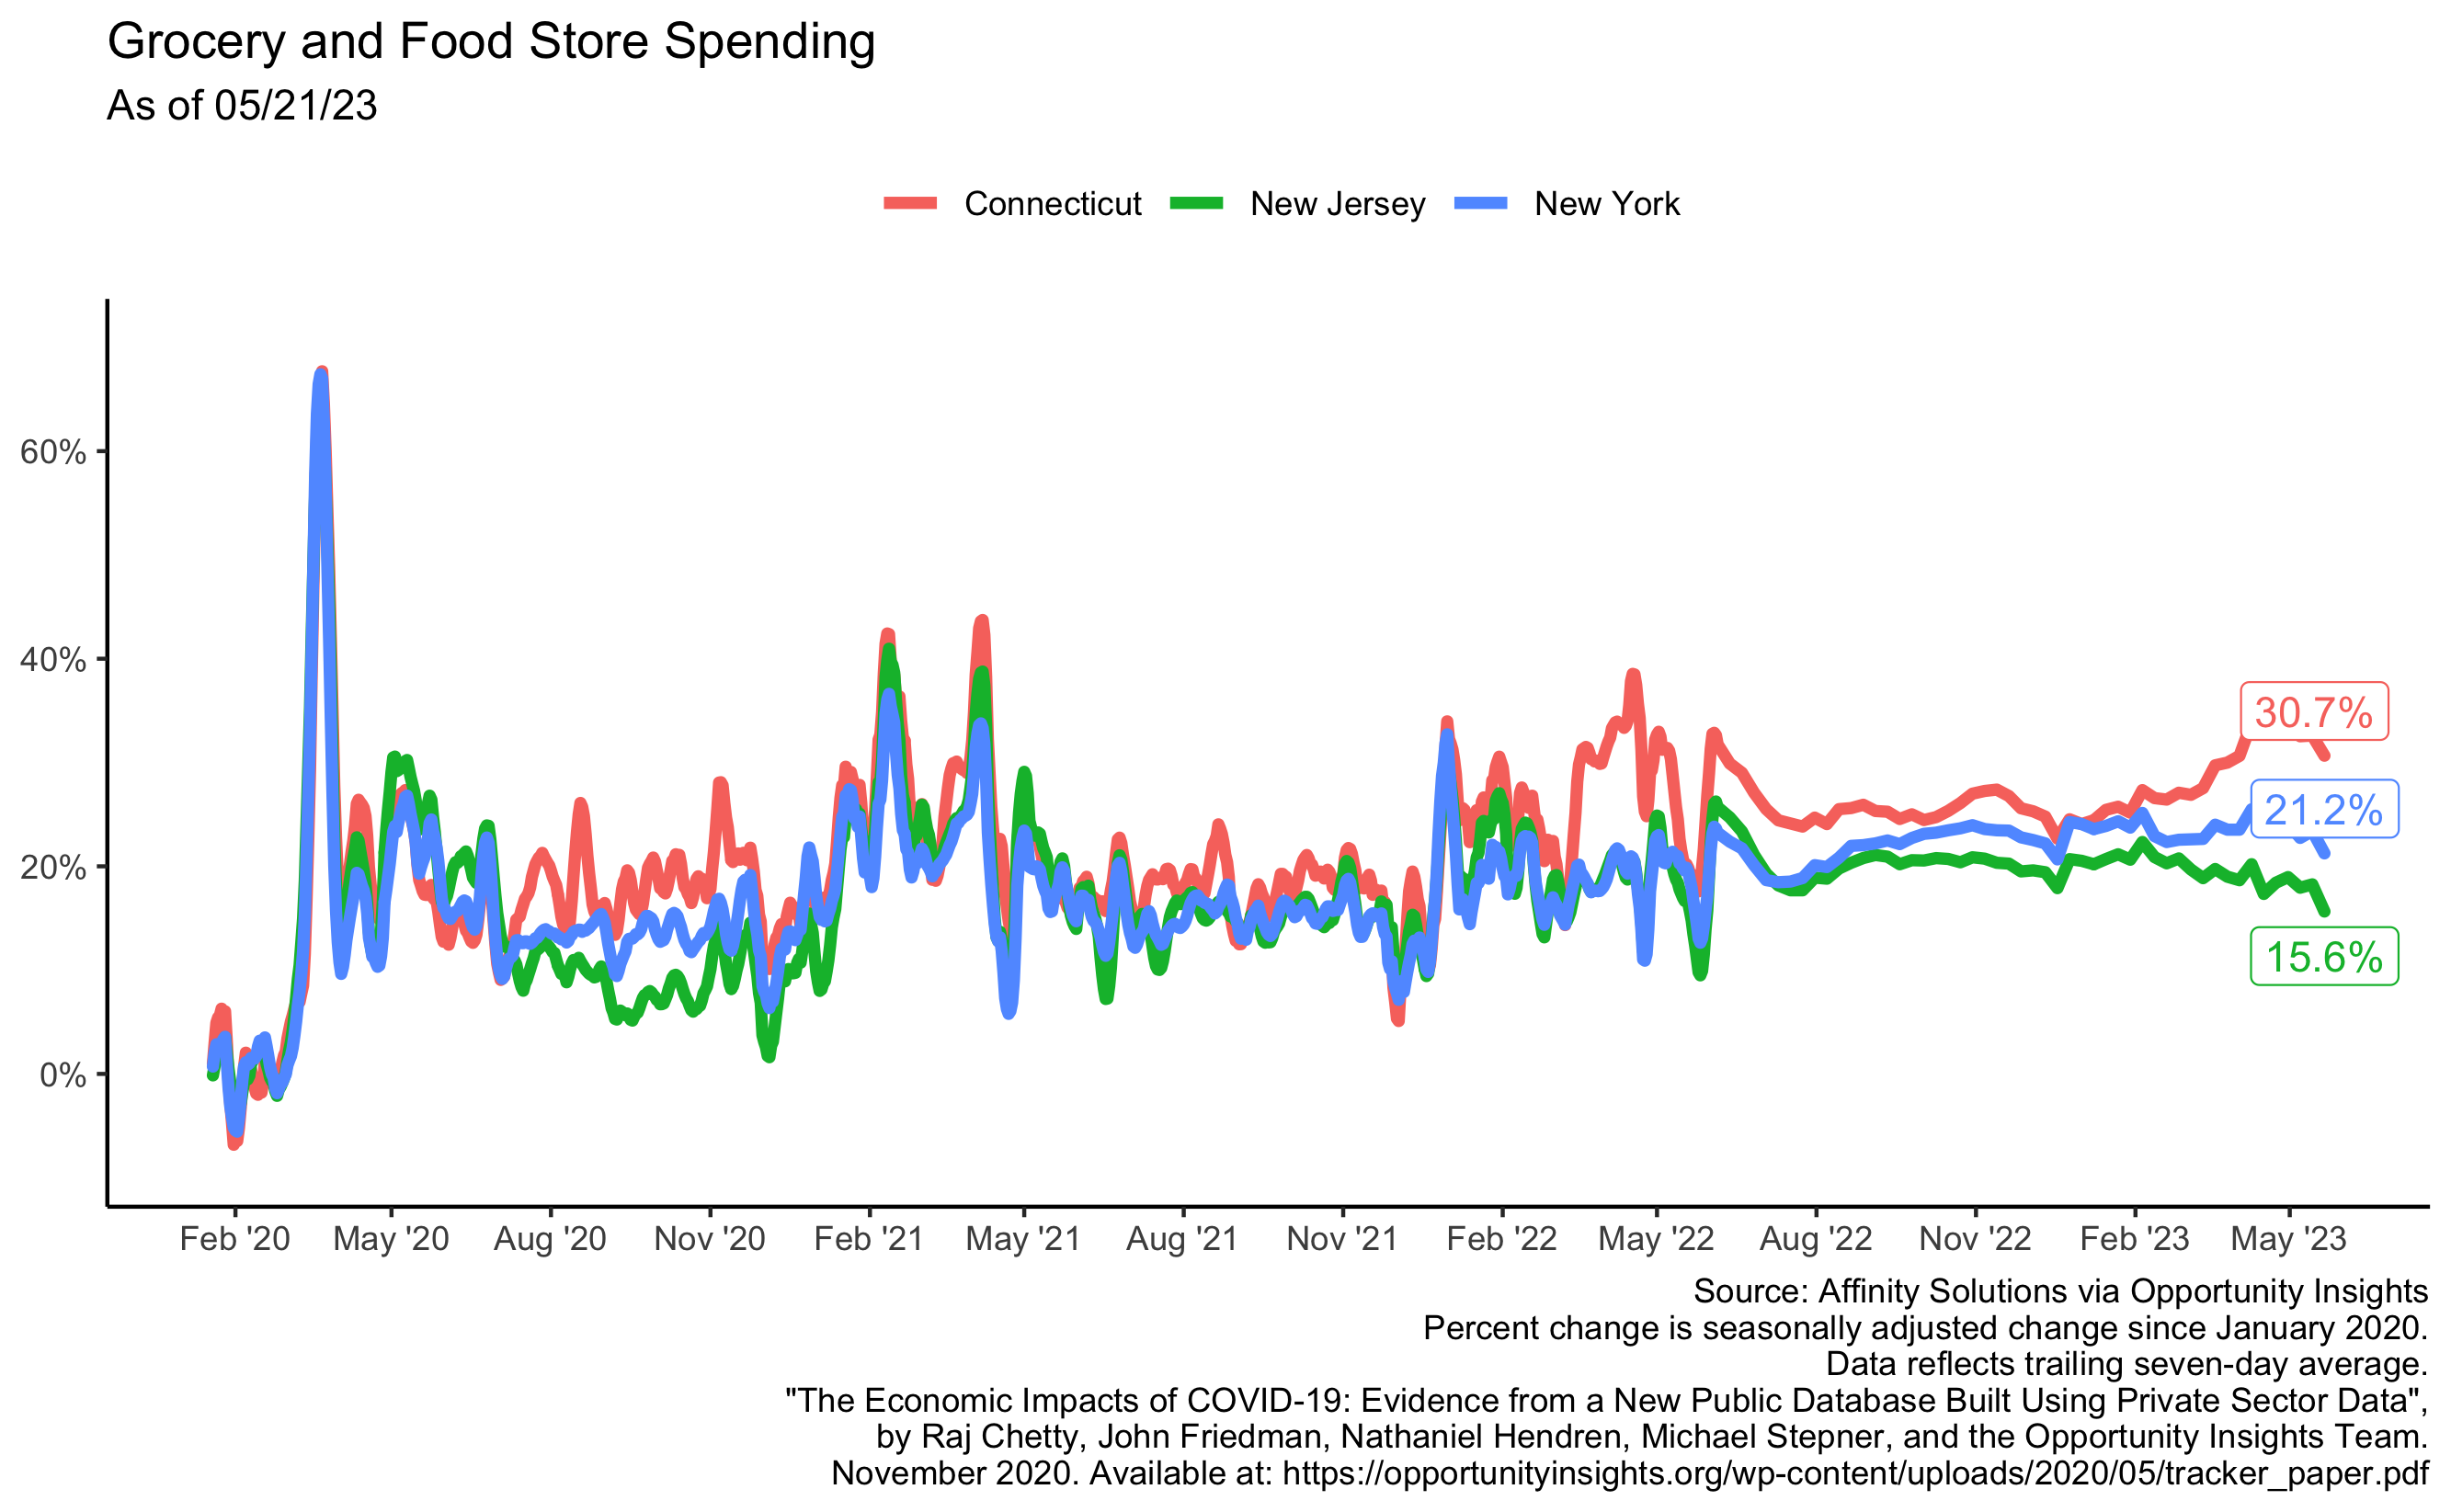 Grocery and Food Store Spending
As of 05/21/23
Connecticut New Jersey New York
60%
40%
20%
0%
30.7%
21.2%
15.6%
Feb '20 May '20 Aug '20 Nov '20 Feb '21 May '21 Aug '21 Nov '21 Feb '22 May '22 Aug '22 Nov '22 Feb '23 May '23
Source: Affinity Solutions via Opportunity Insights
Percent change is seasonally adjusted change since January 2020.
Data reflects trailing seven-day average.
"The Economic Impacts of COVID-19: Evidence from a New Public Database Built Using Private Sector Data",
by Raj Chetty, John Friedman, Nathaniel Hendren, Michael Stepner, and the Opportunity Insights Team.
November 2020. Available at: https://opportunityinsights.org/wp-content/uploads/2020/05/tracker_paper.pdf